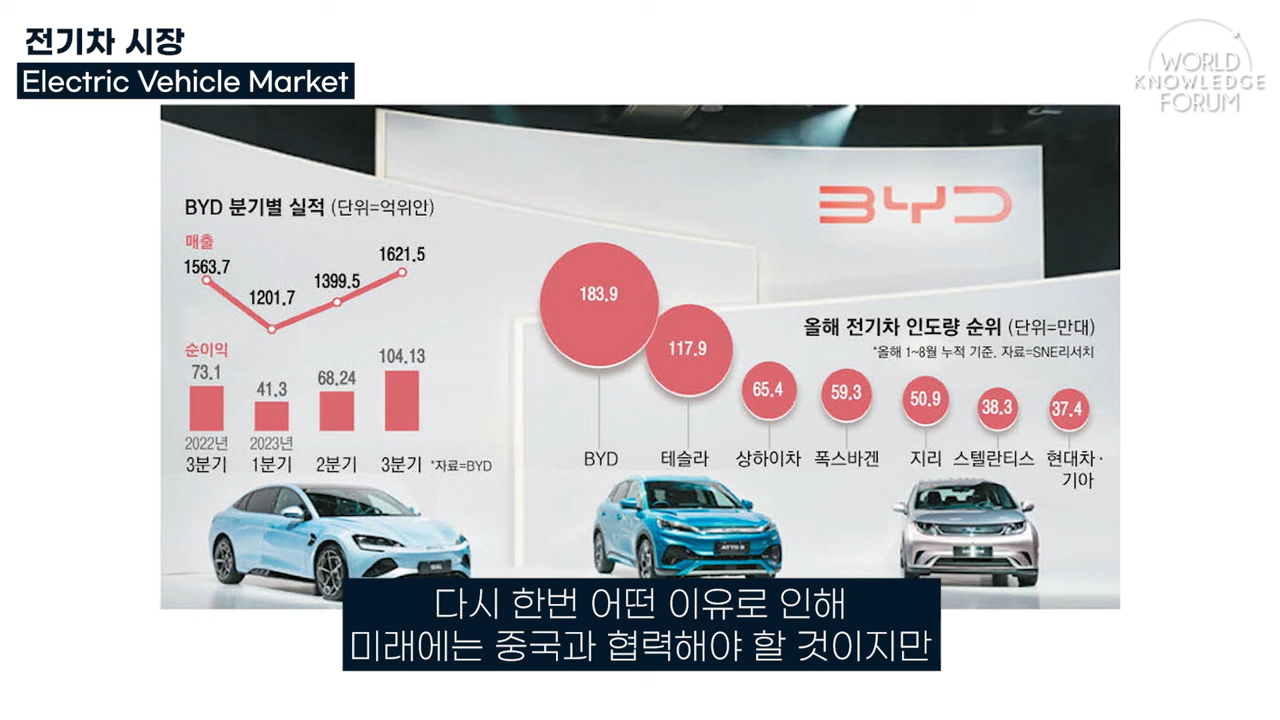 전기차 시장
Electric Vehicle Market
WORLD
KNOWLEDGE
FORUM
BYD 분기별 실적 (단위=억위안)
매출
1563.7
1201.7
1399.5
1621.5
순이익
73.1
41.3
68.24
104.13
2022년 2023년
3분기 1분기 2분기 3분기 *자료=BYD
BYD
올해 전기차 인도량 순위 (단위=만대)
*올해 1~8월 누적 기준, 자료=SNE리서치
183.9 117.9 65.4 59.3 50.9 38.3 37.4
BYD 테슬라 상하이차 폭스바겐 지리 스텔란티스 현대차·
기아
SEAL
ATTO 3
다시 한번 어떤 이유로 인해
미래에는 중국과 협력해야 할 것이지만